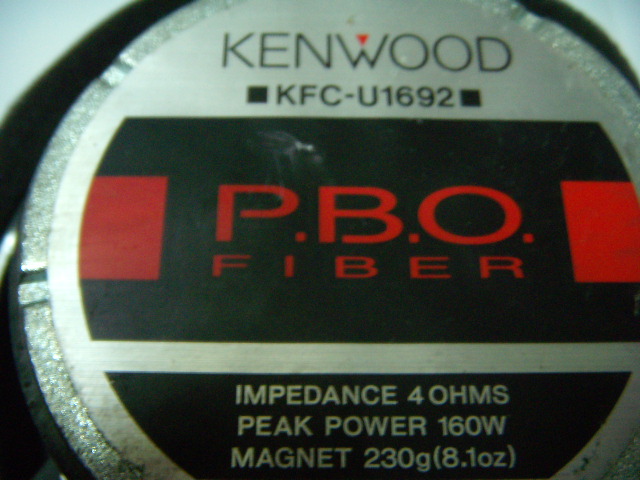 KENWOOD
■KFC-U1692■
P.B.O.
FIBER
IMPEDANCE 4 OHMS
PEAK POWER 160W
MAGNET 230g(8.1oz)